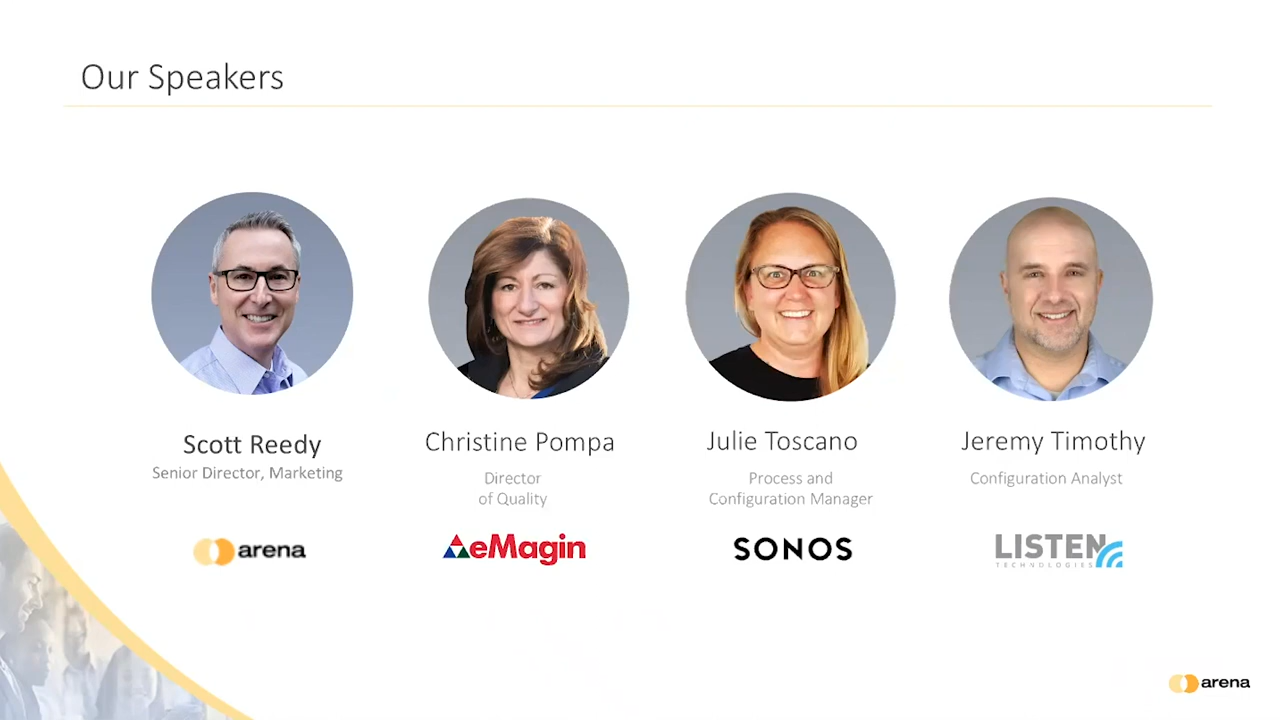 Our Speakers
Scott Reedy
Senior Director, Marketing
arena
Christine Pompa
Director
of Quality
eMagin
Julie Toscano
Process and
Configuration Manager
SONOS
Jeremy Timothy
Configuration Analyst
LISTEN
TECHNOLOGIES
arena